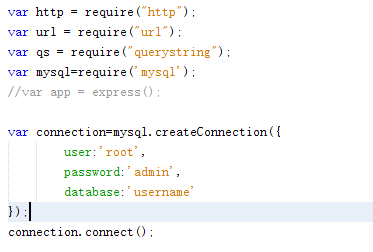 var http = require("http");
var url = require("url");
var qs = require("querystring");
var mysql=require('mysql');
//var app = express();
var connection=mysql.createConnection({
user:'root',
password:'admin',
database:'username'
});
connection.connect();